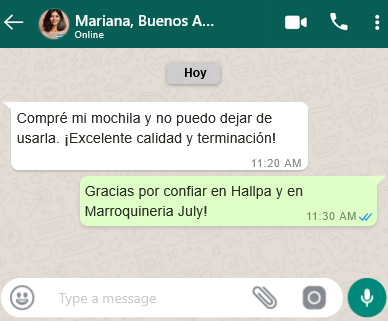 Mariana, Buenos A...
Online
Hoy
Compré mi mochila y no puedo dejar de
usarla. ¡Excelente calidad y terminación!
11:20 AM
Gracias por confiar en Hallpa y en
Marroquineria July!
11:30 AM
Type a message